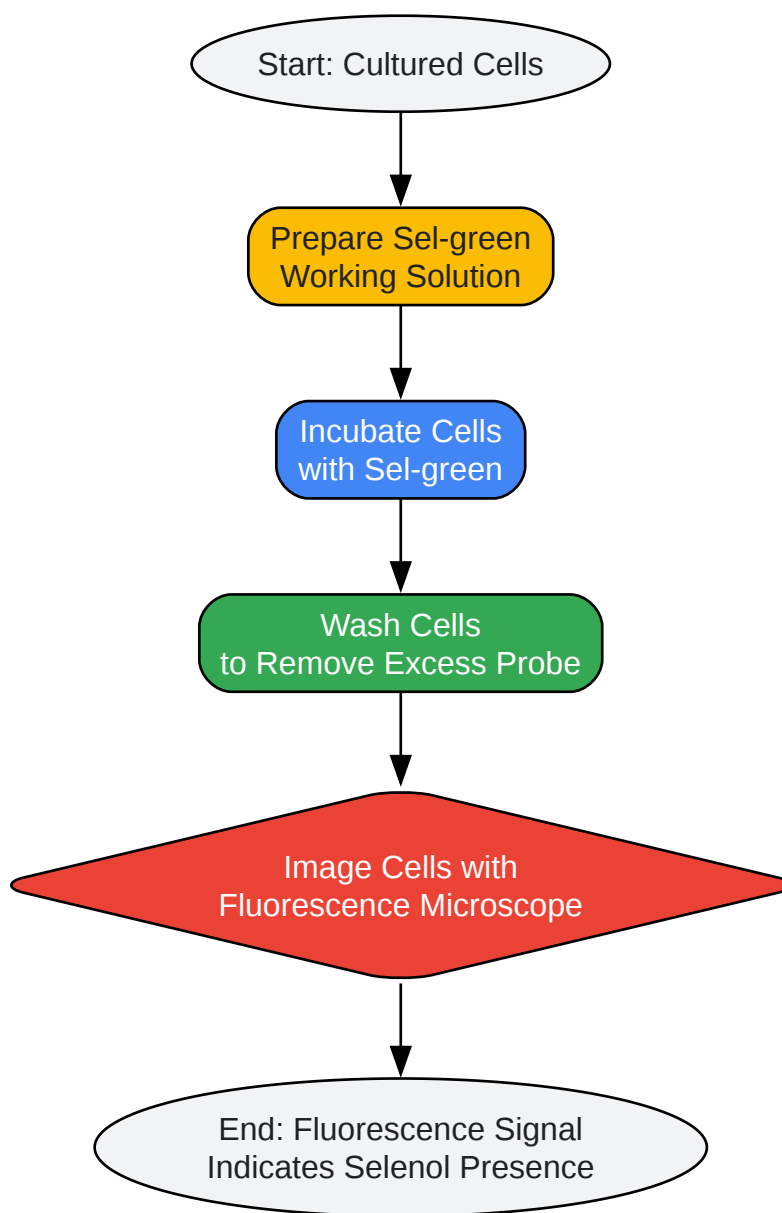 Start: Cultured Cells
Prepare Sel-green
Working Solution
Incubate Cells
with Sel-green
Wash Cells
to Remove Excess Probe
Image Cells with
Fluorescence Microscope
End: Fluorescence Signal
Indicates Selenol Presence